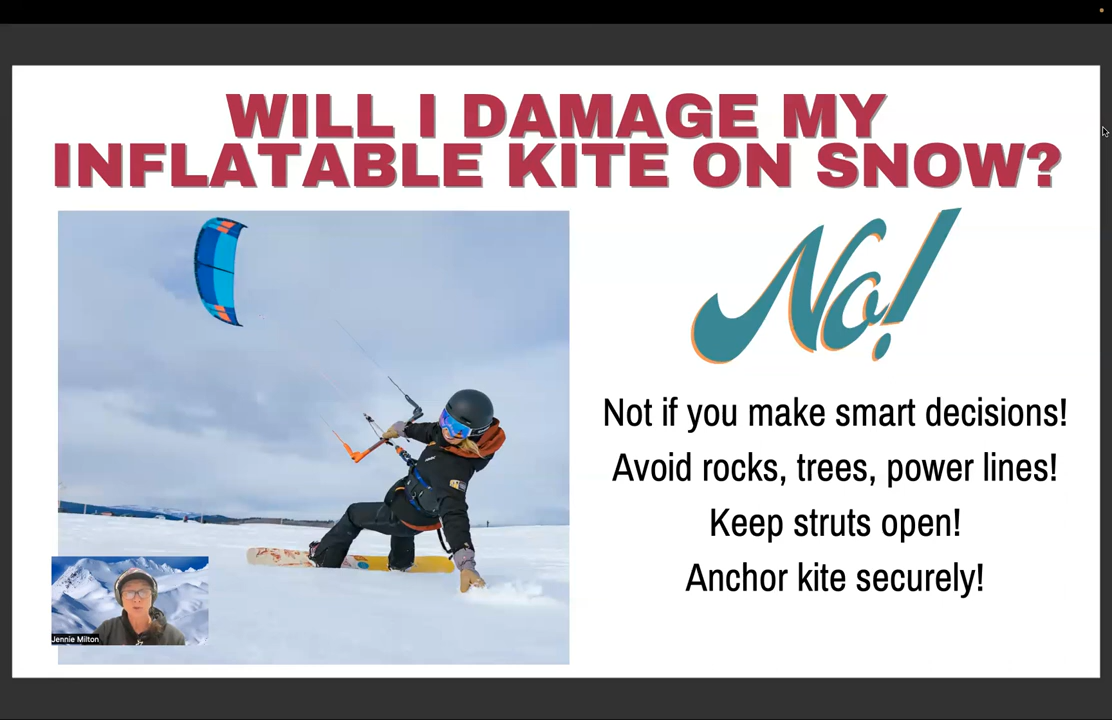 WILL I DAMAGE MY
INFLATABLE KITE ON SNOW?
No!
Not if you make smart decisions!
Avoid rocks, trees, power lines!
Keep struts open!
Anchor kite securely!
Jennie Milton